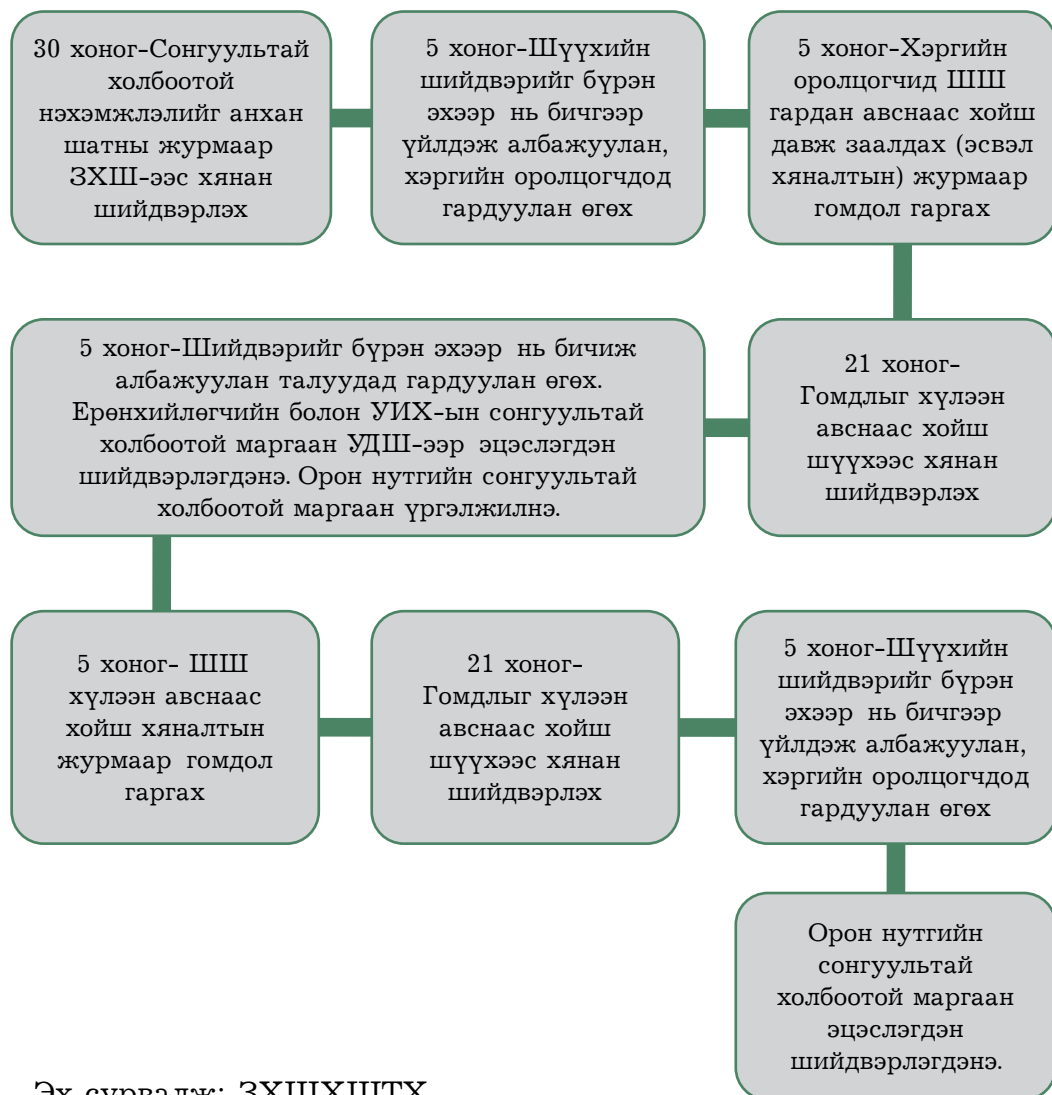 30 хоног-Сонгуультай
холбоотой
нэхэмжлэлийг анхан
шатны журмаар
ЗХШ-ээс хянан
шийдвэрлэх
5 хоног-Шүүхийн
шийдвэрийг бүрэн
эхээр нь бичгээр
үйлдэж албажуулан,
хэргийн оролцогчдод
гардуулан өгөх
5 хоног-Хэргийн
оролцогчид ШШ
гардан авснаас хойш
давж заалдах (эсвэл
хяналтын) журмаар
гомдол гаргах
5 хоног-Шийдвэрийг бүрэн эхээр нь бичиж
албажуулан талуудад гардуулан өгөх.
Ерөнхийлөгчийн болон УИХ-ын сонгуультай
холбоотой маргаан УДШ-ээр эцэслэгдэн
шийдвэрлэгдэнэ. Орон нутгийн сонгуультай
холбоотой маргаан үргэлжилнэ.
21 хоног-
Гомдлыг хүлээн
авснаас хойш
шүүхээс хянан
шийдвэрлэх
5 хоног- ШШ
хүлээн авснаас
хойш хяналтын
журмаар гомдол
гаргах
21 хоног-
Гомдлыг хүлээн
авснаас хойш
шүүхээс хянан
шийдвэрлэх
5 хоног-Шүүхийн
шийдвэрийг бүрэн
эхээр нь бичгээр
үйлдэж албажуулан,
хэргийн оролцогчдод
гардуулан өгөх
Орон нутгийн
сонгуультай
холбоотой маргаан
эцэслэгдэн
шийдвэрлэгдэнэ.
Эх сурвалж: ЗХШХШТХ